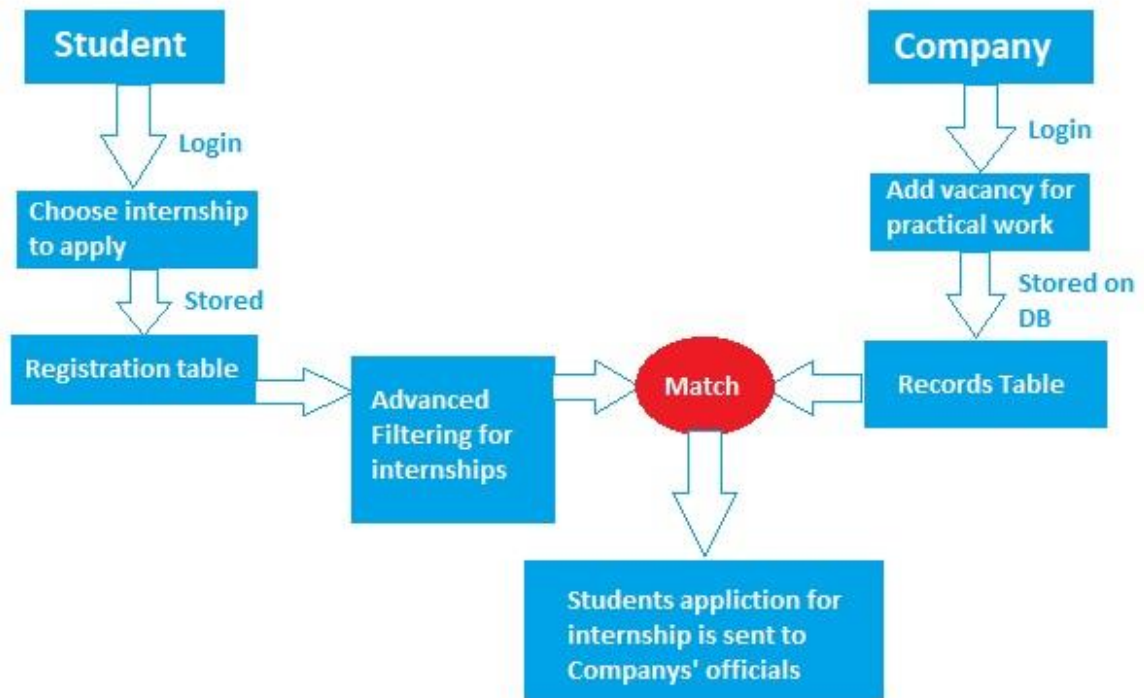 Student
Company
Login
Login
Choose internship
to apply
Add vacancy for
practical work
Stored
Stored on
DB
Registration table
Advanced
Filtering for
internships
Match
Records Table
Students appliction for
internship is sent to
Companys' officials